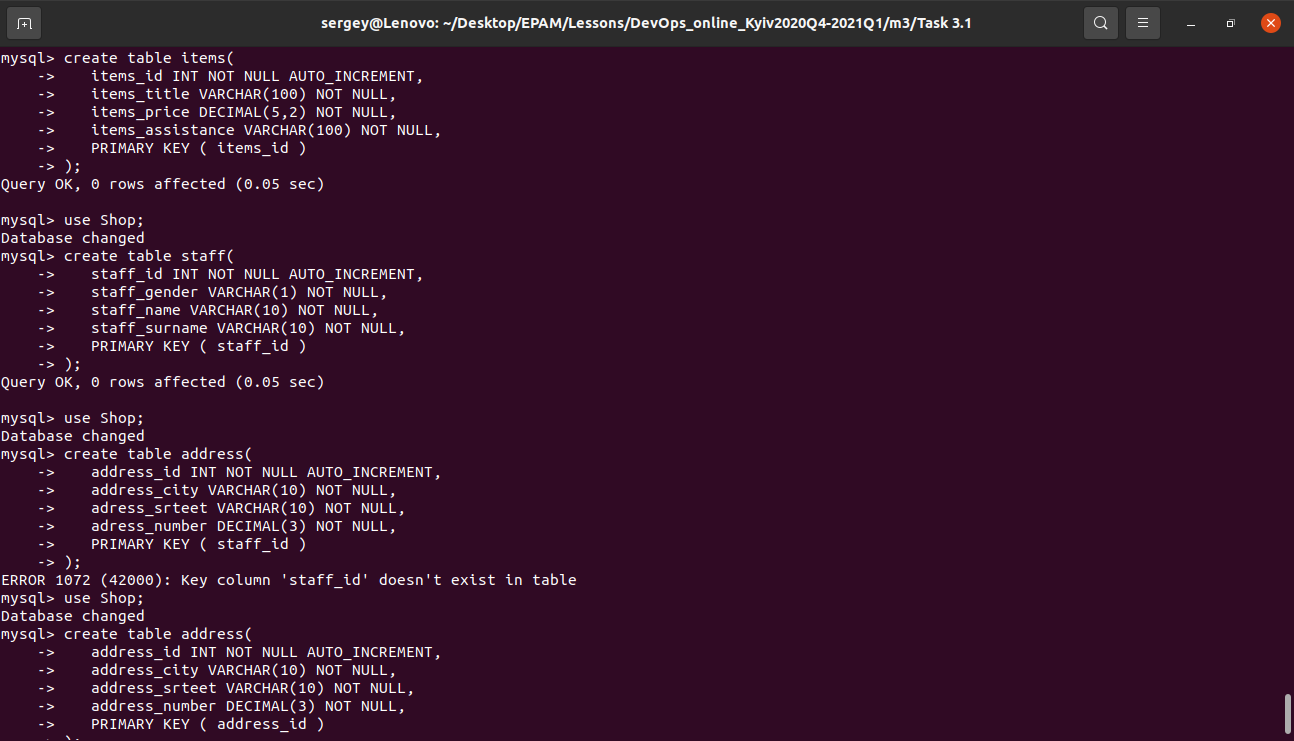 sergey@Lenovo: ~/Desktop/EPAM/Lessons/DevOps_online_Kyiv2020Q4-2021Q1/m3/Task 3.1
mysql> create table items(
    ->    items_id INT NOT NULL AUTO_INCREMENT,
    ->    items_title VARCHAR(100) NOT NULL,
    ->    items_price DECIMAL(5,2) NOT NULL,
    ->    items_assistance VARCHAR(100) NOT NULL,
    ->    PRIMARY KEY ( items_id )
    -> );
Query OK, 0 rows affected (0.05 sec)

mysql> use Shop;
Database changed
mysql> create table staff(
    ->    staff_id INT NOT NULL AUTO_INCREMENT,
    ->    staff_gender VARCHAR(1) NOT NULL,
    ->    staff_name VARCHAR(10) NOT NULL,
    ->    staff_surname VARCHAR(10) NOT NULL,
    ->    PRIMARY KEY ( staff_id )
    -> );
Query OK, 0 rows affected (0.05 sec)

mysql> use Shop;
Database changed
mysql> create table address(
    ->    address_id INT NOT NULL AUTO_INCREMENT,
    ->    address_city VARCHAR(10) NOT NULL,
    ->    adress_srteet VARCHAR(10) NOT NULL,
    ->    adress_number DECIMAL(3) NOT NULL,
    ->    PRIMARY KEY ( staff_id )
    -> );
ERROR 1072 (42000): Key column 'staff_id' doesn't exist in table
mysql> use Shop;
Database changed
mysql> create table address(
    ->    address_id INT NOT NULL AUTO_INCREMENT,
    ->    address_city VARCHAR(10) NOT NULL,
    ->    address_srteet VARCHAR(10) NOT NULL,
    ->    address_number DECIMAL(3) NOT NULL,
    ->    PRIMARY KEY ( address_id )
    -> );